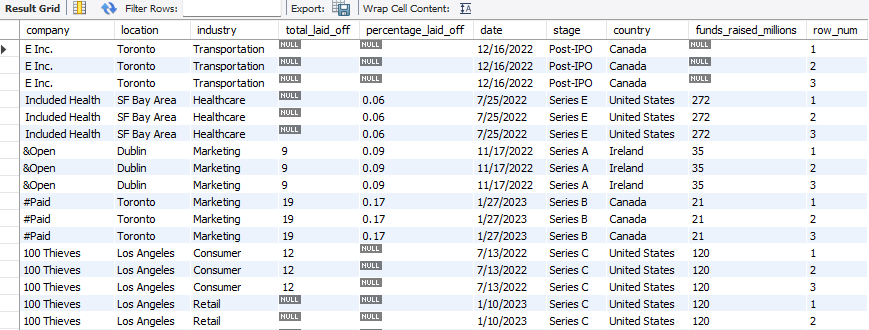 Result Grid Filter Rows: Export: Wrap Cell Content:
company location industry total_laid_off percentage_laid_off date stage country funds_raised_millions row_num
E Inc. Toronto Transportation NULL NULL 12/16/2022 Post-IPO Canada NULL 1
E Inc. Toronto Transportation NULL NULL 12/16/2022 Post-IPO Canada NULL 2
E Inc. Toronto Transportation NULL NULL 12/16/2022 Post-IPO Canada NULL 3
Included Health SF Bay Area Healthcare NULL 0.06 7/25/2022 Series E United States 272 1
Included Health SF Bay Area Healthcare NULL 0.06 7/25/2022 Series E United States 272 2
Included Health SF Bay Area Healthcare NULL 0.06 7/25/2022 Series E United States 272 3
&Open Dublin Marketing 9 0.09 11/17/2022 Series A Ireland 35 1
&Open Dublin Marketing 9 0.09 11/17/2022 Series A Ireland 35 2
&Open Dublin Marketing 9 0.09 11/17/2022 Series A Ireland 35 3
#Paid Toronto Marketing 19 0.17 1/27/2023 Series B Canada 21 1
#Paid Toronto Marketing 19 0.17 1/27/2023 Series B Canada 21 2
#Paid Toronto Marketing 19 0.17 1/27/2023 Series B Canada 21 3
100 Thieves Los Angeles Consumer 12 NULL 7/13/2022 Series C United States 120 1
100 Thieves Los Angeles Consumer 12 NULL 7/13/2022 Series C United States 120 2
100 Thieves Los Angeles Consumer 12 NULL 7/13/2022 Series C United States 120 3
100 Thieves Los Angeles Retail NULL NULL 1/10/2023 Series C United States 120 1
100 Thieves Los Angeles Retail NULL NULL 1/10/2023 Series C United States 120 2